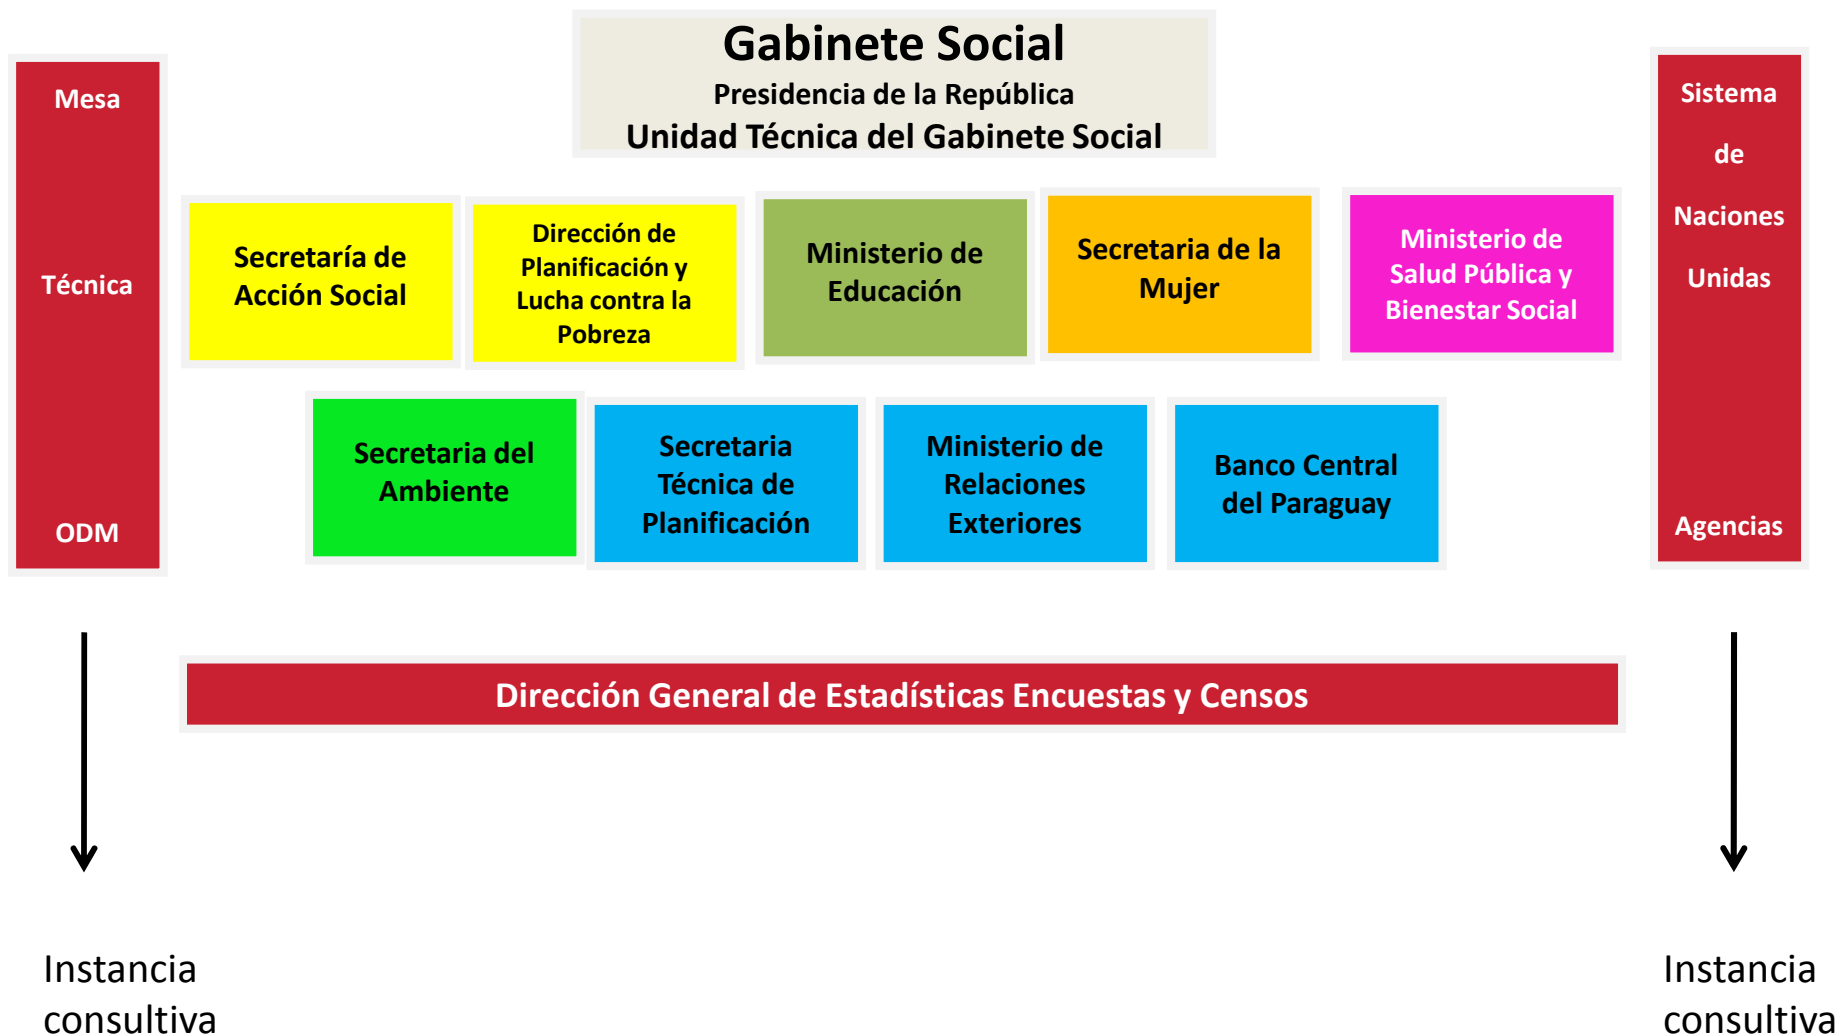 Gabinete Social
Presidencia de la República
Unidad Técnica del Gabinete Social
Mesa
Técnica
ODM
Secretaría de
Acción Social
Dirección de
Planificación y
Lucha contra la
Pobreza
Ministerio de
Educación
Secretaria de la
Mujer
Ministerio de
Salud Pública y
Bienestar Social
Sistema
de
Naciones
Unidas
Agencias
Secretaria del
Ambiente
Secretaria
Técnica de
Planificación
Ministerio de
Relaciones
Exteriores
Banco Central
del Paraguay
Dirección General de Estadísticas Encuestas y Censos
Instancia
consultiva
Instancia
consultiva